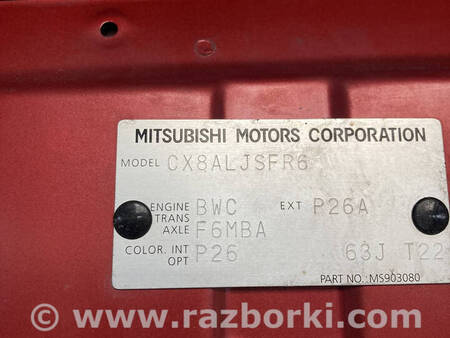 MITSUBISHI MOTORS CORPORATION
MODEL CX8ALJSFR6
ENGINE BWC EXT P26A
TRANS AXLE F6MBA
COLOR. INT OPT P26 63J T22
PART NO.:MS903080
www.razborki.com